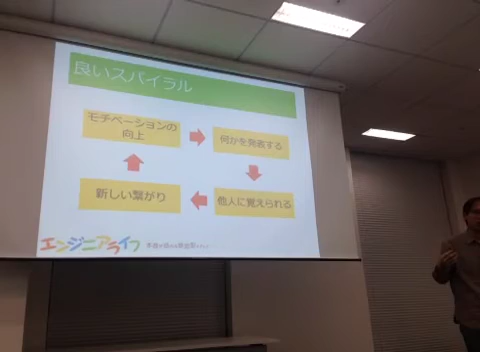 良いスパイラル
モチベーションの
向上
何かを発表する
新しい繋がり
他人に覚えられる
エンジニアライフ